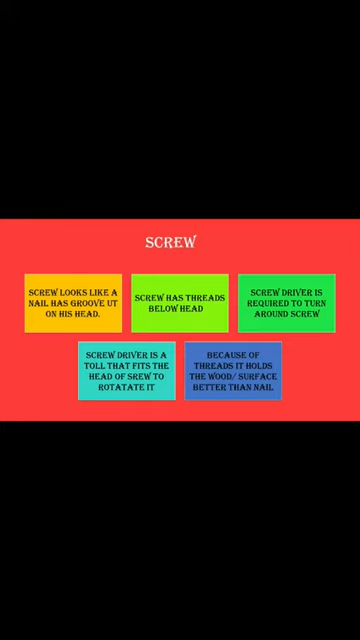 SCREW
SCREW LOOKS LIKE A
NAIL HAS GROOVE UT
ON HIS HEAD.
SCREW HAS THREADS
BELOW HEAD
SCREW DRIVER IS
REQUIRED TO TURN
AROUND SCREW
SCREW DRIVER IS A
TOLL THAT FITS THE
HEAD OF SREW TO
ROTATATE IT
BECAUSE OF
THREADS IT HOLDS
THE WOOD/ SURFACE
BETTER THAN NAIL